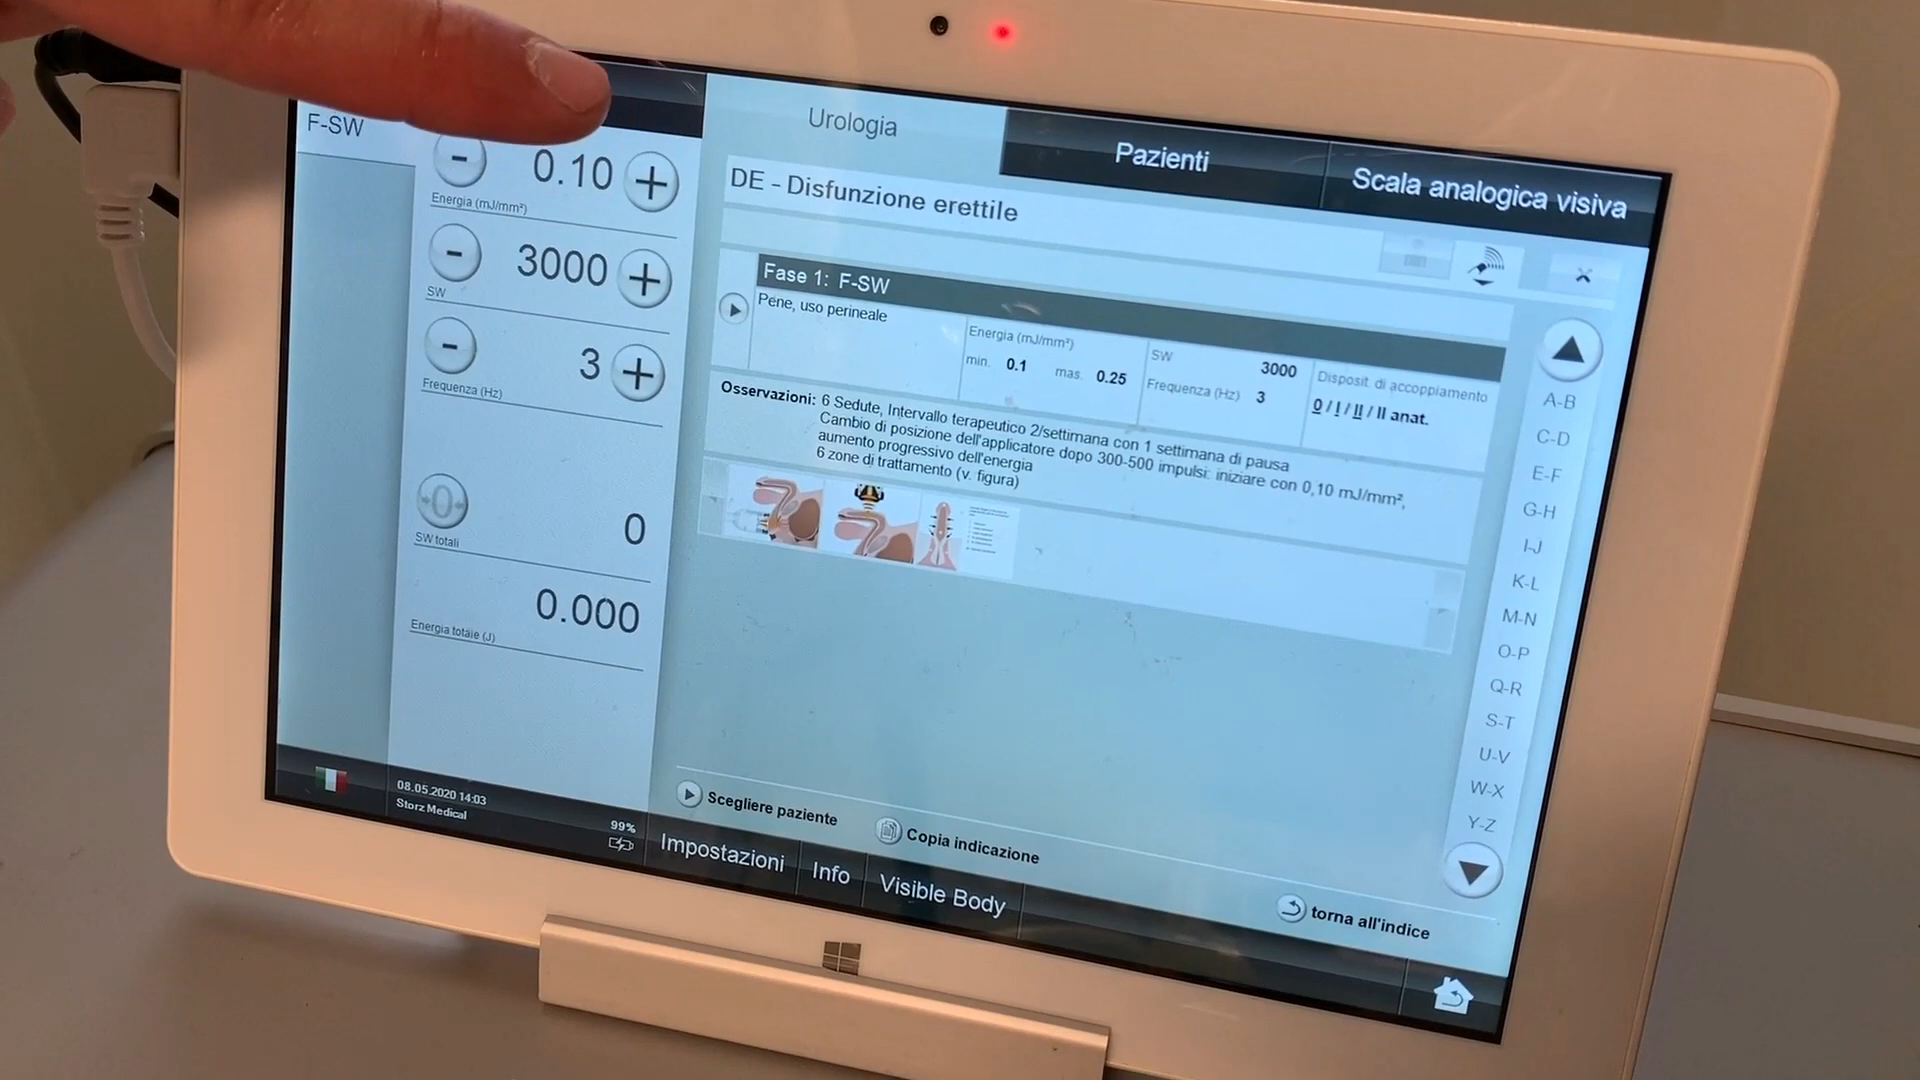 F-SW
- 0.10 +
Energia (mJ/mm²)
- 3000 +
SW
- 3 +
Frequenza (Hz)
0 0
SW totali
0.000
Energia totale (J)
Urologia
Pazienti
Scala analogica visiva
DE - Disfunzione erettile
Fase 1: F-SW
Pene, uso perineale
Energia (mJ/mm²)
min. 0.1 mas. 0.25
SW 3000
Frequenza (Hz) 3
Disposit. di accoppiamento
0 / I / II / II anat.
Osservazioni: 6 Sedute, Intervallo terapeutico 2/settimana con 1 settimana di pausa
Cambio di posizione dell'applicatore dopo 300-500 impulsi: iniziare con 0,10 mJ/mm²,
aumento progressivo dell'energia
6 zone di trattamento (v. figura)
A-B
C-D
E-F
G-H
I-J
K-L
M-N
O-P
Q-R
S-T
U-V
W-X
Y-Z
Scegliere paziente
Copia indicazione
torna all'indice
08.05.2020 14:03
Storz Medical
99%
Impostazioni
Info
Visible Body